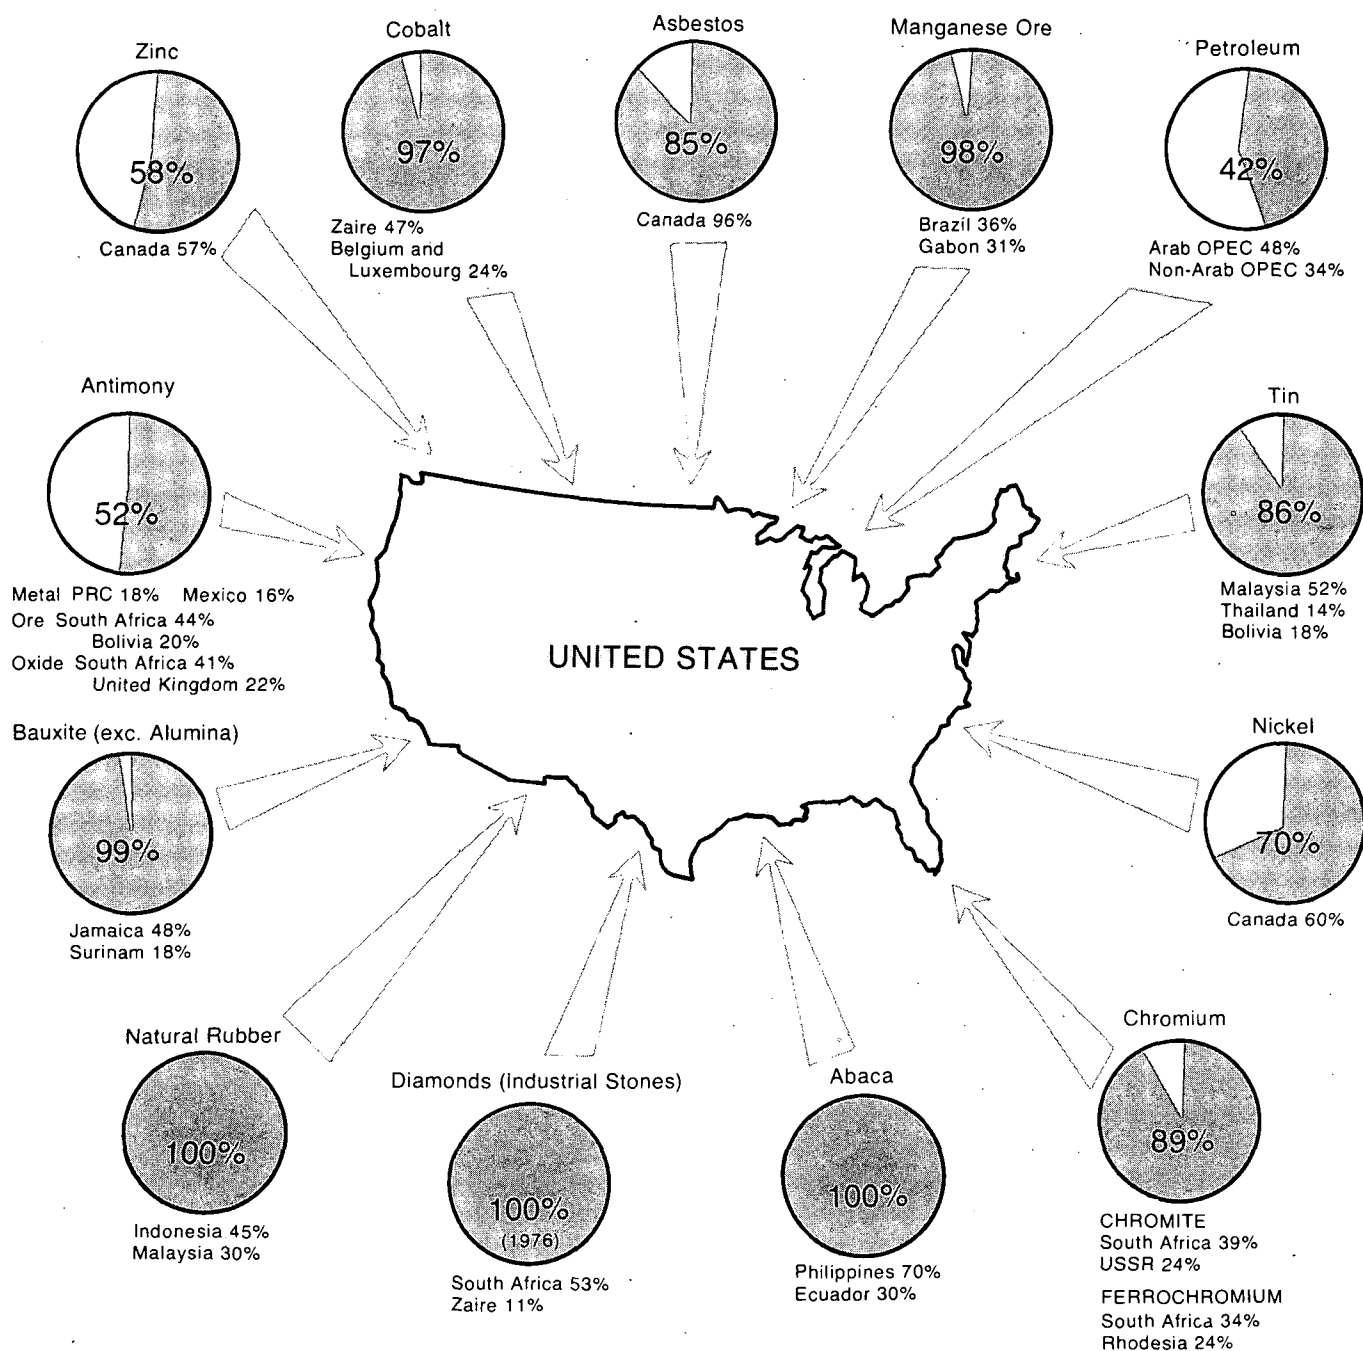 Zinc
58%
Canada 57%
Cobalt
97%
Zaire 47%
Belgium and
Luxembourg 24%
Asbestos
85%
Canada 96%
Manganese Ore
98%
Brazil 36%
Gabon 31%
Petroleum
42%
Arab OPEC 48%
Non-Arab OPEC 34%
Antimony
52%
Metal PRC 18% Mexico 16%
Ore South Africa 44%
Bolivia 20%
Oxide South Africa 41%
United Kingdom 22%
Tin
86%
Malaysia 52%
Thailand 14%
Bolivia 18%
UNITED STATES
Bauxite (exc. Alumina)
99%
Jamaica 48%
Surinam 18%
Nickel
70%
Canada 60%
Natural Rubber
100%
Indonesia 45%
Malaysia 30%
Diamonds (Industrial Stones)
100%
(1976)
South Africa 53%
Zaire 11%
Abaca
100%
Philippines 70%
Ecuador 30%
Chromium
89%
CHROMITE
South Africa 39%
USSR 24%
FERROCHROMIUM
South Africa 34%
Rhodesia 24%